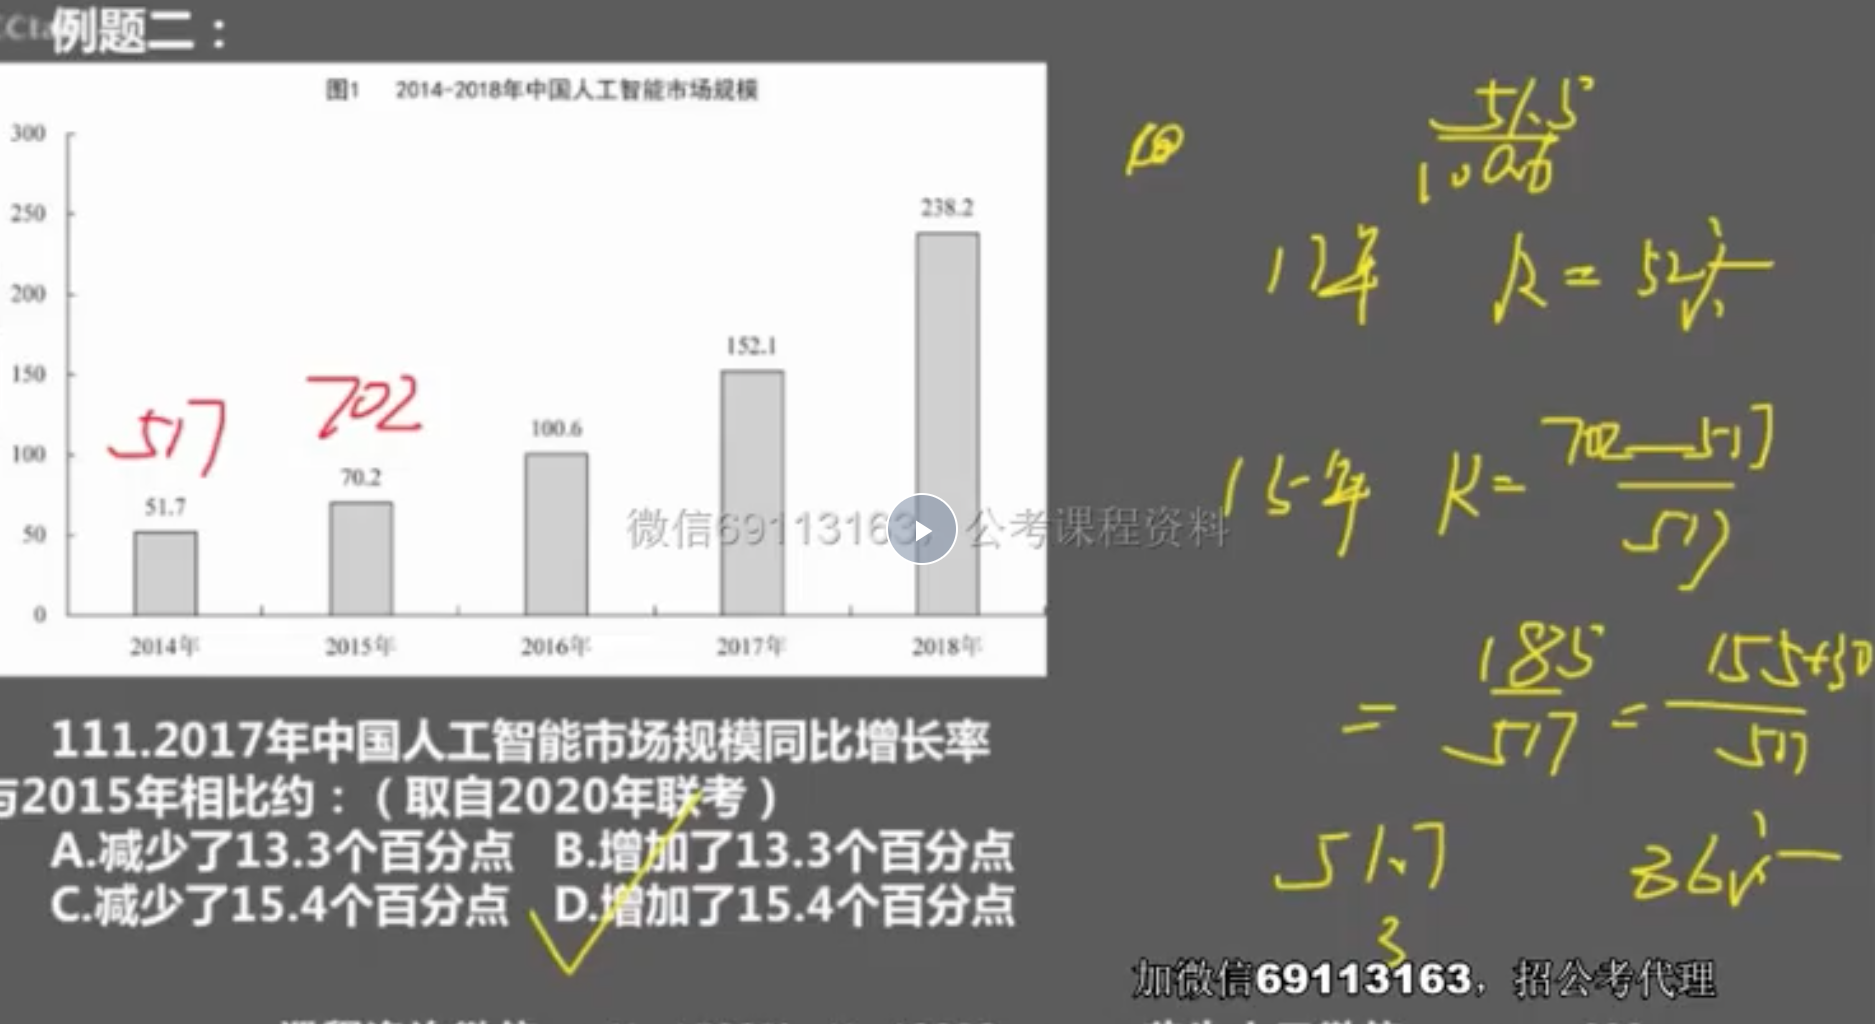 例题二：
图1 2014-2018年中国人工智能市场规模
300
250
200
150
100
50
0
51.7
70.2
100.6
152.1
238.2
2014年
2015年
2016年
2017年
2018年
517
702
微信69113163，公考课程资料
111.2017年中国人工智能市场规模同比增长率
与2015年相比约：（取自2020年联考）
A.减少了13.3个百分点 B.增加了13.3个百分点
C.减少了15.4个百分点 D.增加了15.4个百分点
51.5
100.6
17年 R = 52%-
15年 R = 702-517
517
= 185 = 155+30
517 517
51.7 36%-
3
加微信69113163，招公考代理